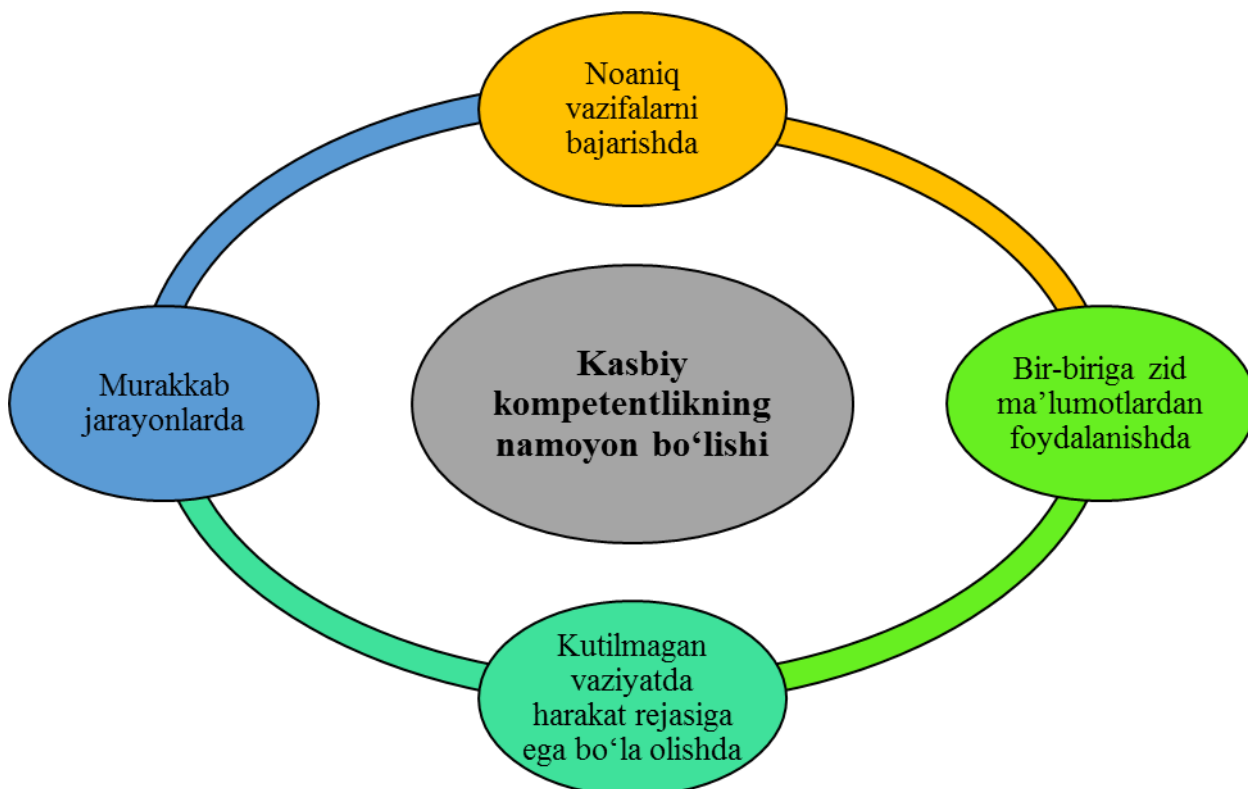 Noaniq
vazifalarni
bajarishda
Murakkab
jarayonlarda
Kasbiy
kompetentlikning
namoyon bo‘lishi
Bir-biriga zid
ma’lumotlardan
foydalanishda
Kutilmagan
vaziyatda
harakat rejasiga
ega bo‘la olishda